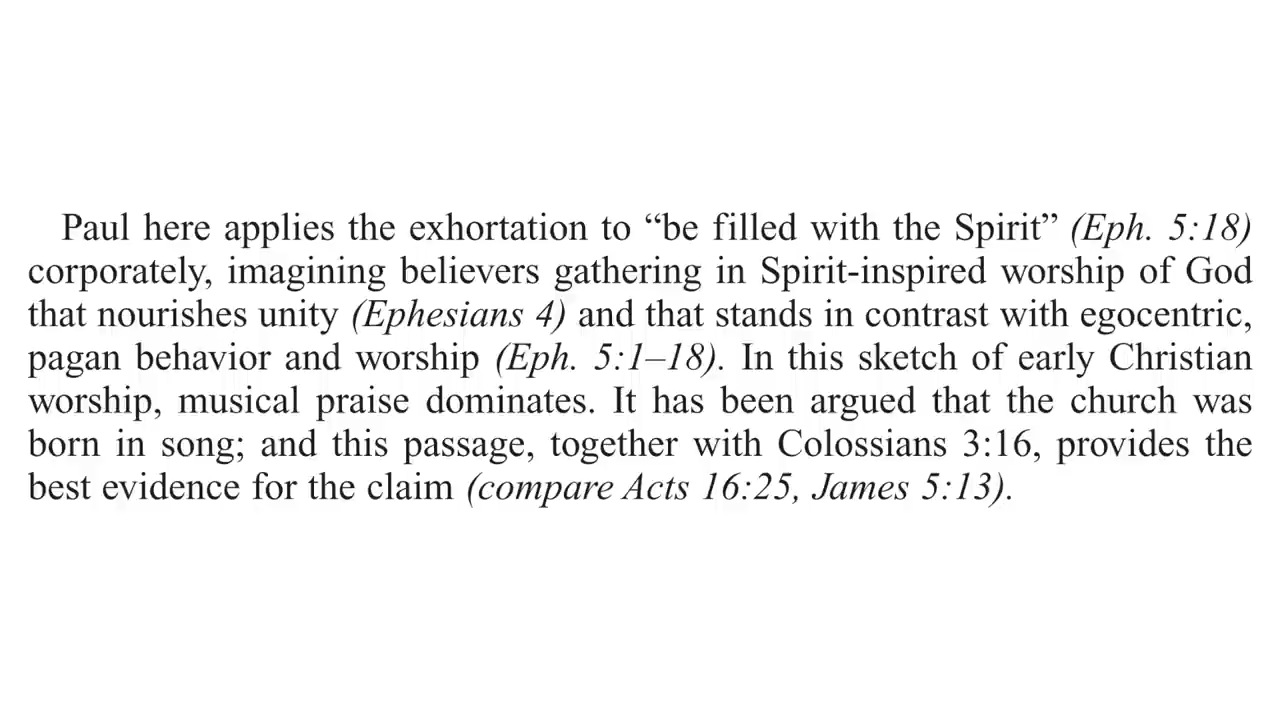 Paul here applies the exhortation to “be filled with the Spirit” (Eph. 5:18)
corporately, imagining believers gathering in Spirit-inspired worship of God
that nourishes unity (Ephesians 4) and that stands in contrast with egocentric,
pagan behavior and worship (Eph. 5:1–18). In this sketch of early Christian
worship, musical praise dominates. It has been argued that the church was
born in song; and this passage, together with Colossians 3:16, provides the
best evidence for the claim (compare Acts 16:25, James 5:13).